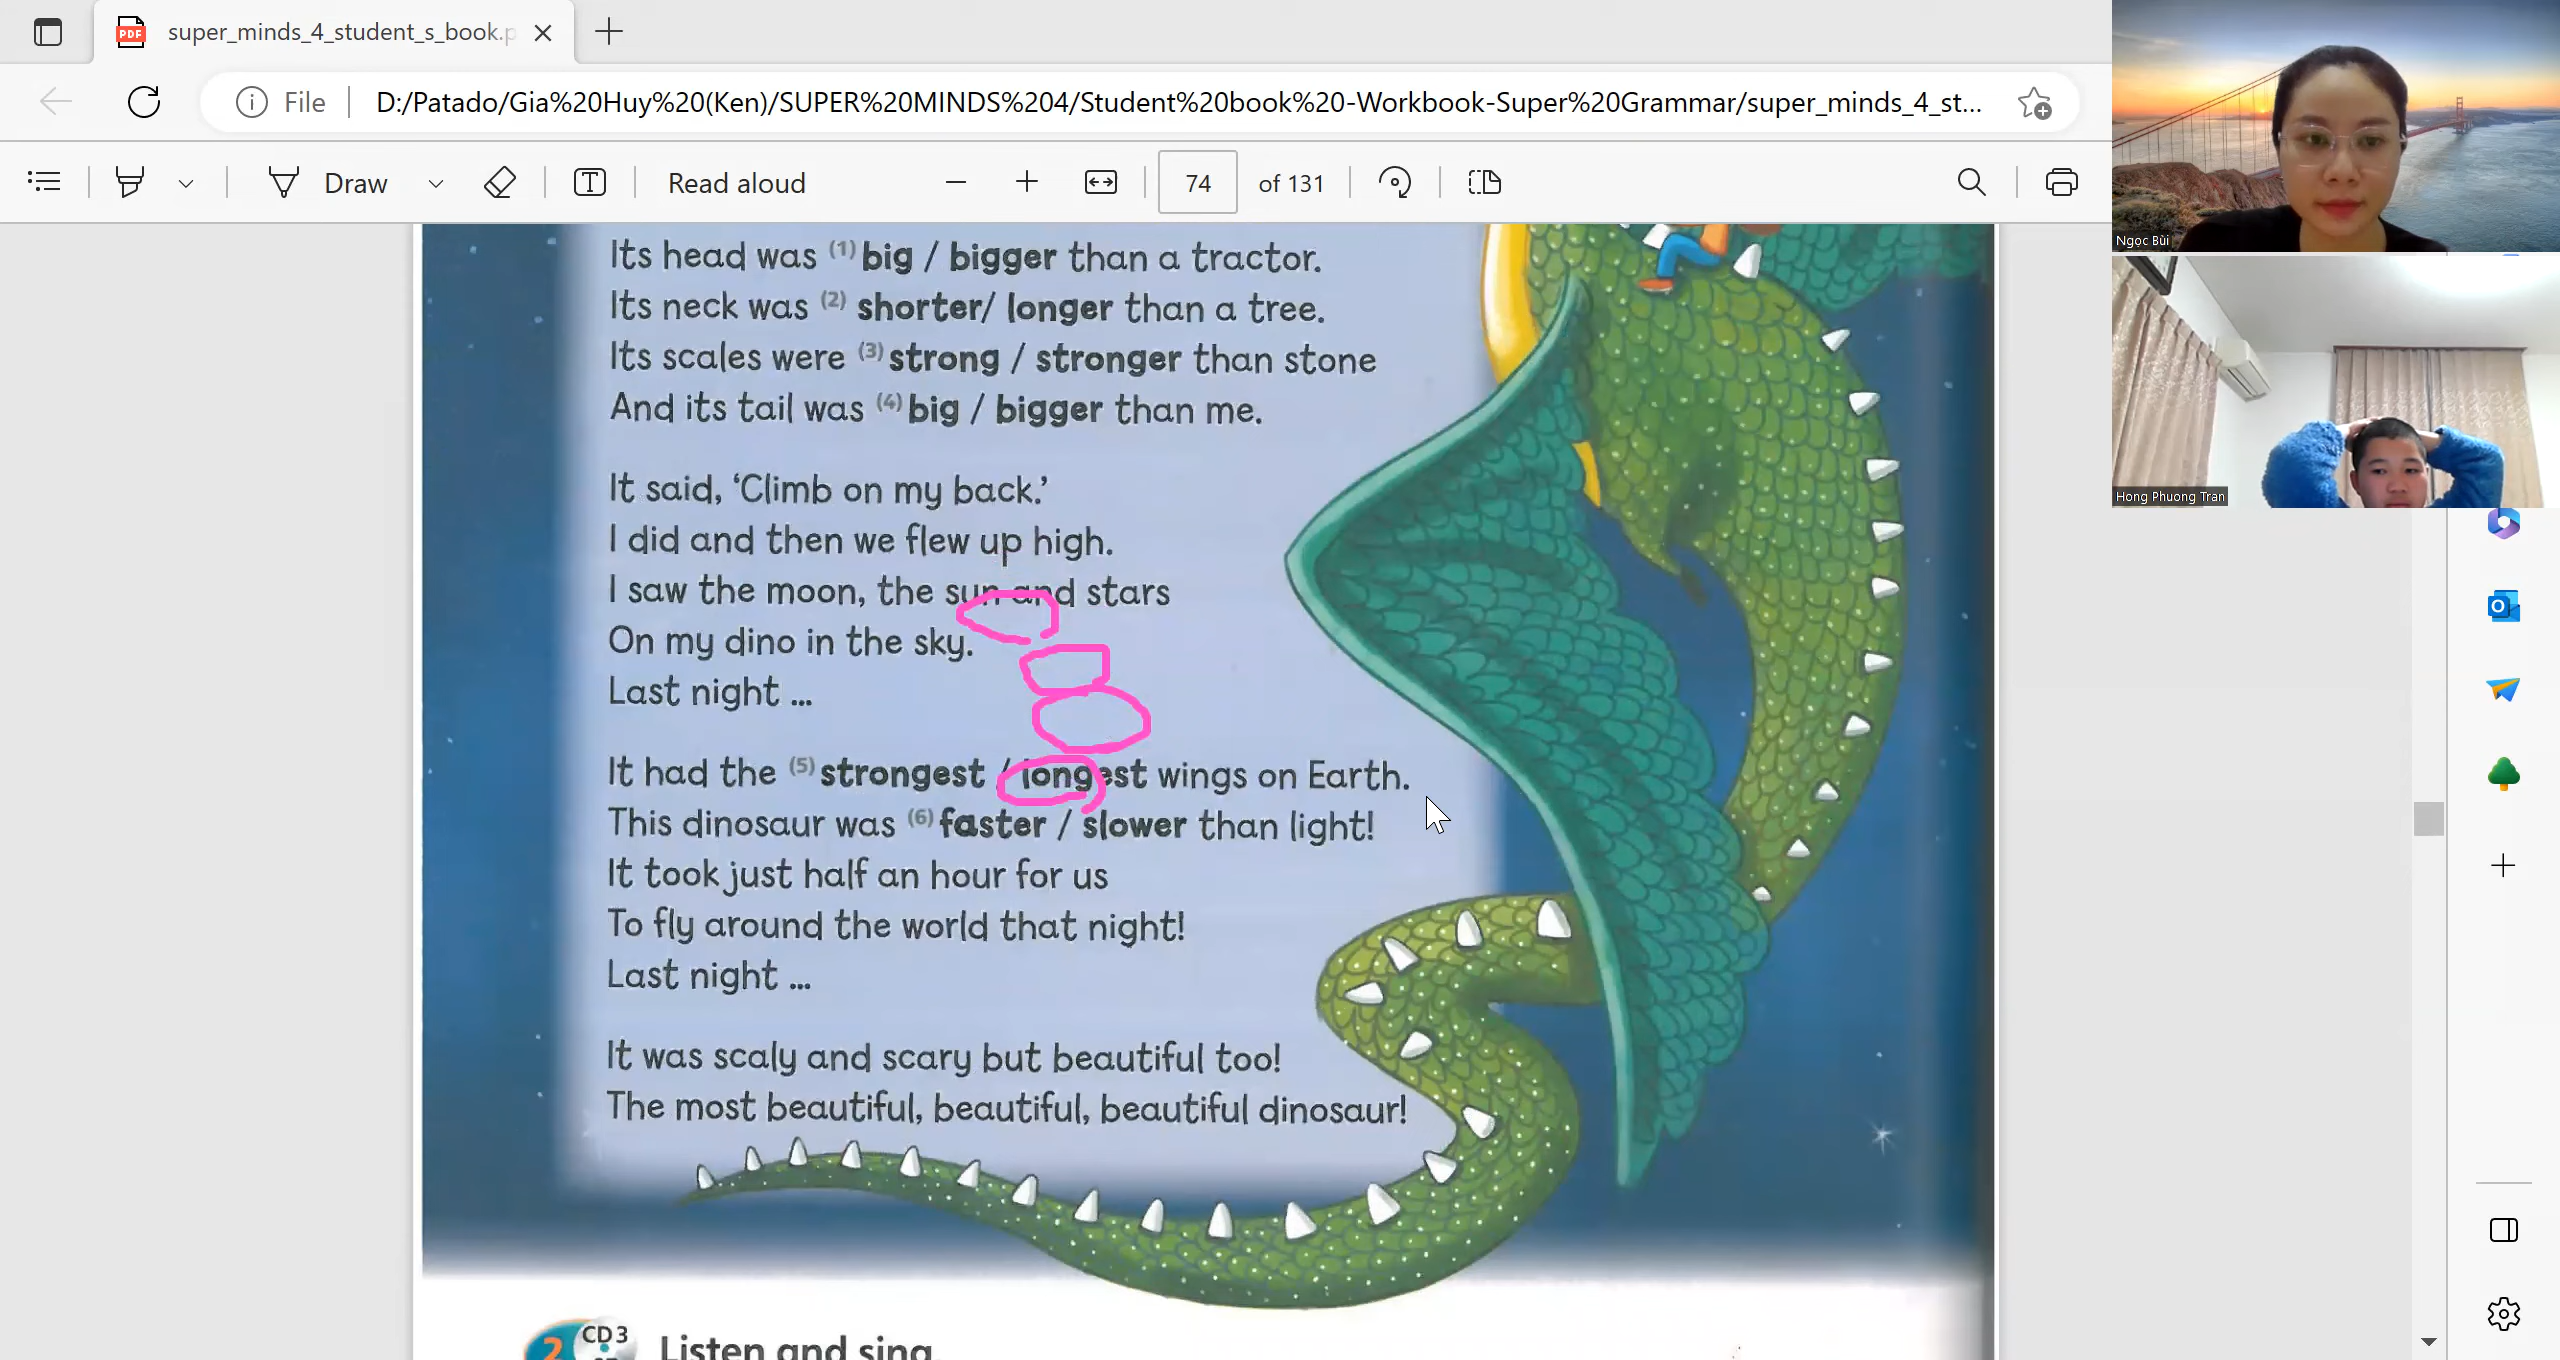 super_minds_4_student_s_book.p
File
D:/Patado/Gia%20Huy%20(Ken)/SUPER%20MINDS%204/Student%20book%20-Workbook-Super%20Grammar/super_minds_4_st...
Draw
Read aloud
74 of 131
Ngọc Bùi
Hong Phuong Tran
Its head was (1) big / bigger than a tractor.
Its neck was (2) shorter/ longer than a tree.
Its scales were (3) strong / stronger than stone
And its tail was (4) big / bigger than me.
It said, ‘Climb on my back.’
I did and then we flew up high.
I saw the moon, the sun and stars
On my dino in the sky.
Last night ...
It had the (5) strongest / longest wings on Earth.
This dinosaur was (6) faster / slower than light!
It took just half an hour for us
To fly around the world that night!
Last night ...
It was scaly and scary but beautiful too!
The most beautiful, beautiful, beautiful dinosaur!
2 CD3 Listen and sing.